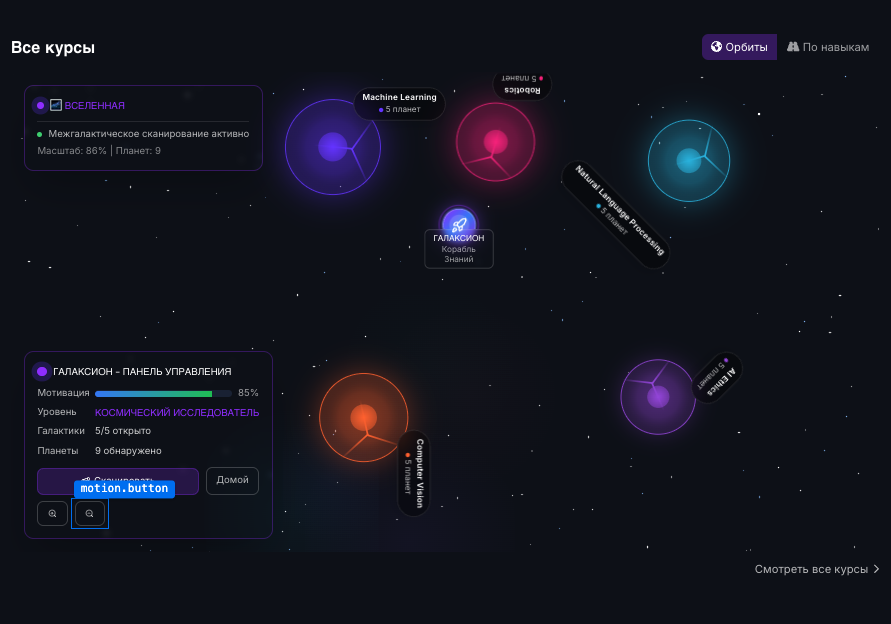 Все курсы
Орбиты
По навыкам
ВСЕЛЕННАЯ
Межгалактическое сканирование активно
Масштаб: 86% | Планет: 9
Machine Learning
5 планет
Robotics
5 планет
Natural Language Processing
5 планет
ГАЛАКСИОН
Корабль
Знаний
ГАЛАКСИОН – ПАНЕЛЬ УПРАВЛЕНИЯ
Мотивация 85%
Уровень КОСМИЧЕСКИЙ ИССЛЕДОВАТЕЛЬ
Галактики 5/5 открыто
Планеты 9 обнаружено
Сканировать
Домой
motion.button
Computer Vision
5 планет
AI Ethics
5 планет
Смотреть все курсы